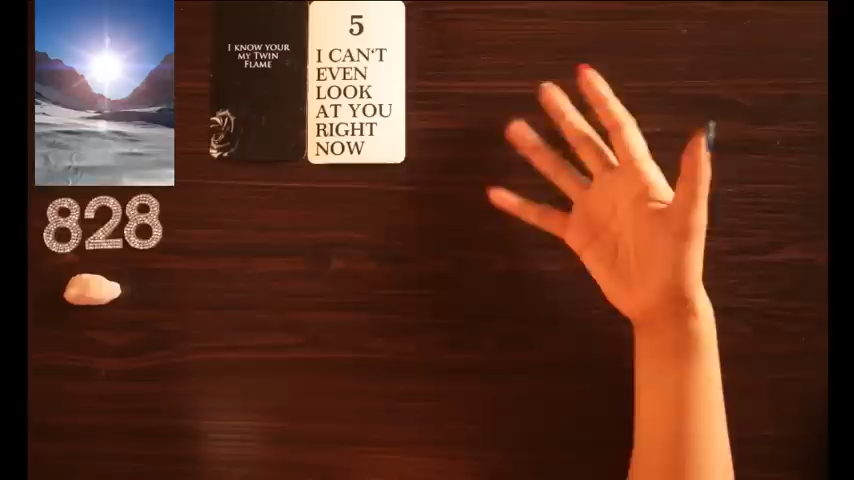 I KNOW YOUR
MY TWIN
FLAME
5
I CAN'T
EVEN
LOOK
AT YOU
RIGHT
NOW
828